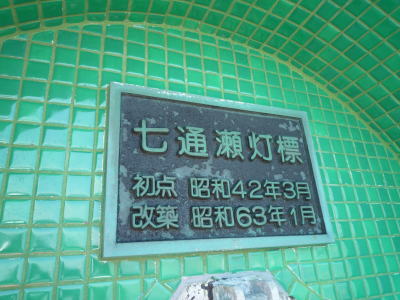 七通瀬灯標
初点 昭和42年3月
改築 昭和63年1月